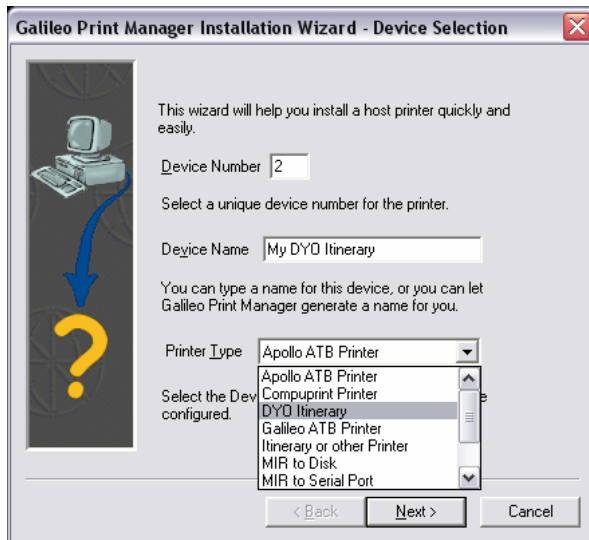 Galileo Print Manager Installation Wizard - Device Selection
This wizard will help you install a host printer quickly and
easily.
Device Number 2
Select a unique device number for the printer.
Device Name My DYO Itinerary
You can type a name for this device, or you can let
Galileo Print Manager generate a name for you.
Printer Type Apollo ATB Printer
Apollo ATB Printer
Compuprint Printer
DYO Itinerary
Galileo ATB Printer
Itinerary or other Printer
MIR to Disk
MIR to Serial Port
Select the Dev
configured.
< Back Next > Cancel